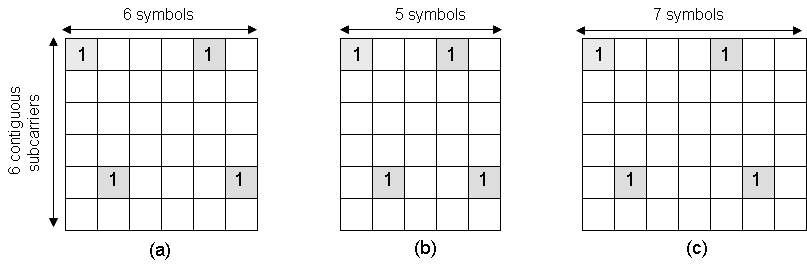 6 symbols
5 symbols
7 symbols
6 contiguous
subcarriers
1 1 1 1 1 1
1 1 1 1 1 1
(a)
(b)
(c)